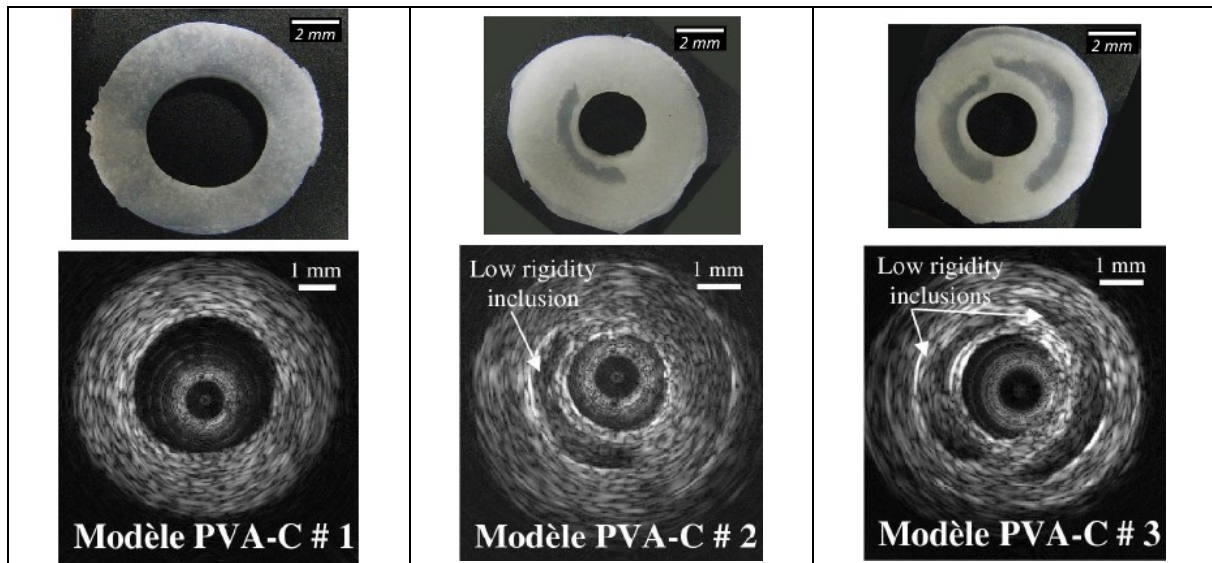 2 mm
2 mm
2 mm
1 mm
Low rigidity
inclusion
1 mm
Low rigidity
inclusions
1 mm
Modèle PVA-C # 1
Modèle PVA-C # 2
Modèle PVA-C # 3